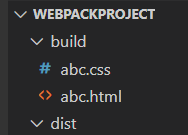 WEBPACKPROJECT
build
# abc.css
<> abc.html
dist